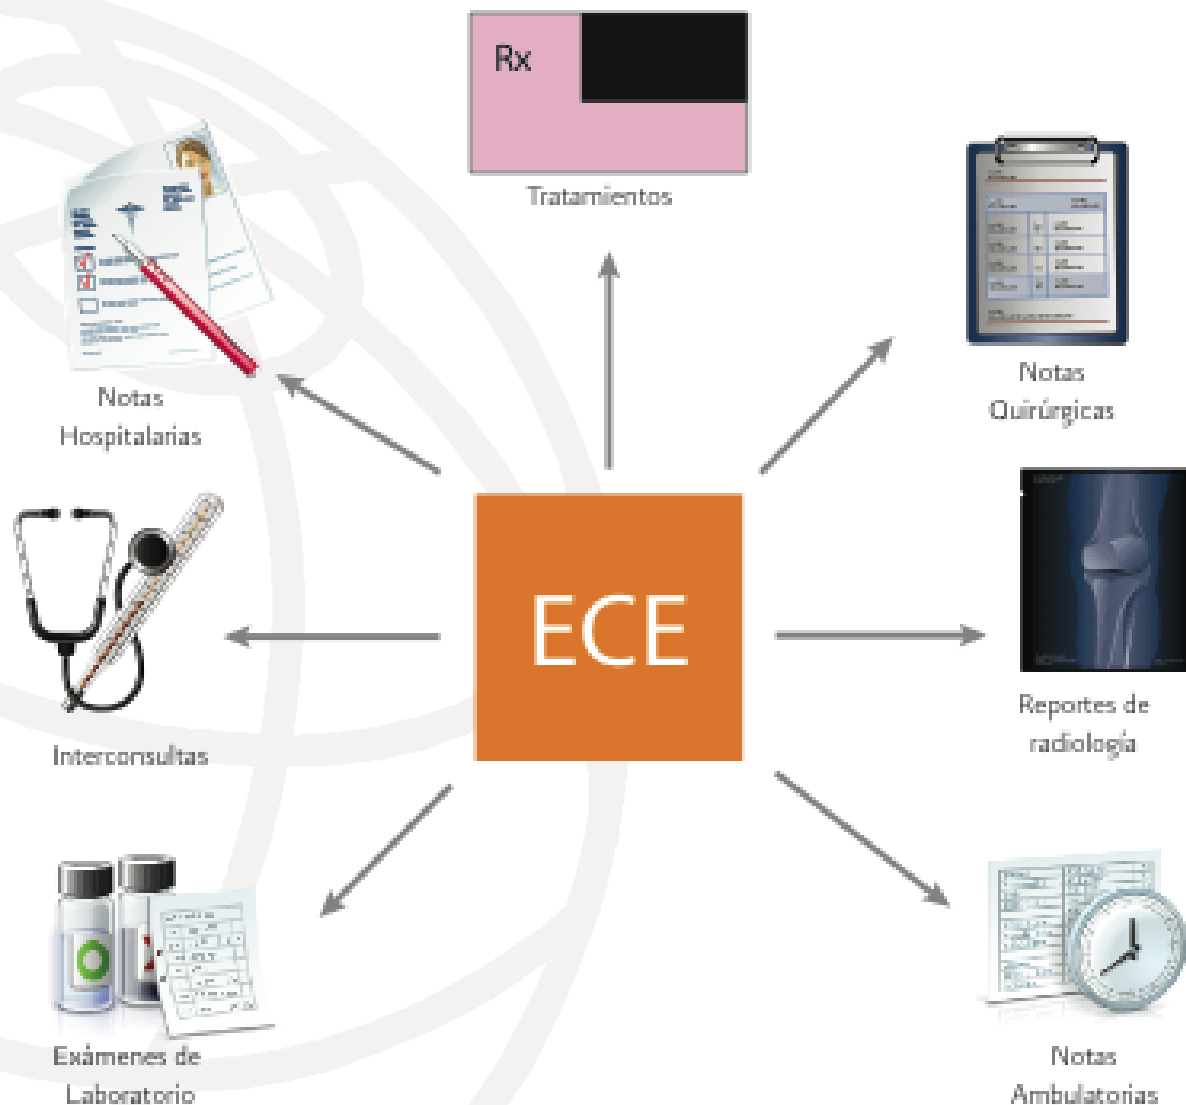 Rx
Tratamientos
Notas
Hospitalarias
Notas
Quirúrgicas
ECE
Interconsultas
Reportes de
radiología
Exámenes de
Laboratorio
Notas
Ambulatorias